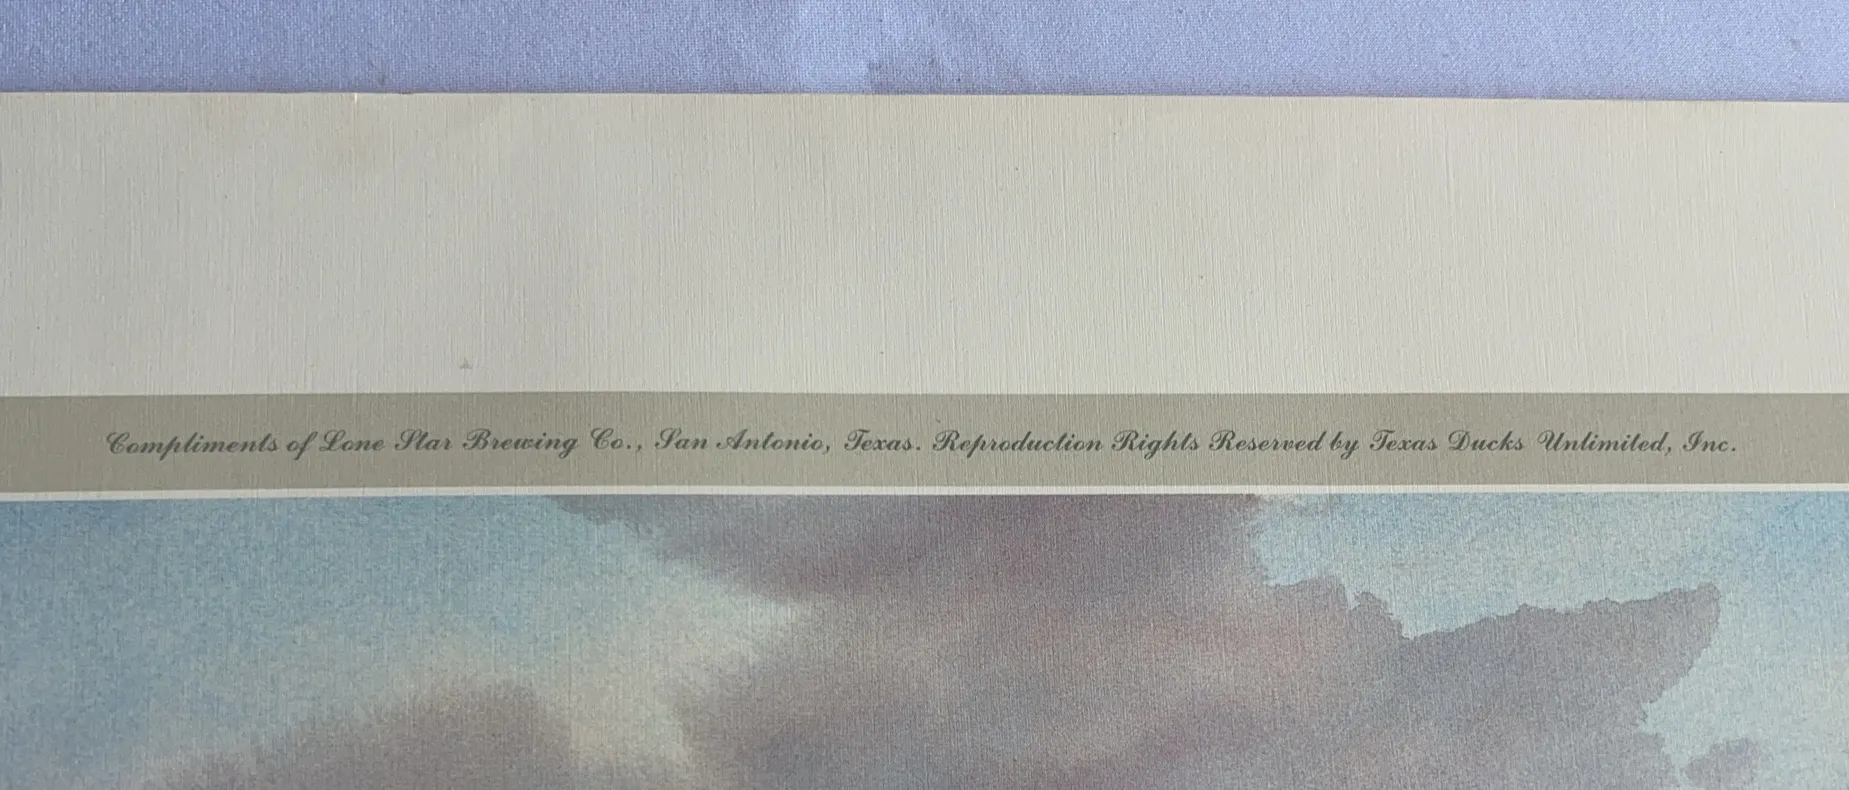 Compliments of Lone Star Brewing Co., San Antonio, Texas. Reproduction Rights Reserved by Texas Ducks Unlimited, Inc.